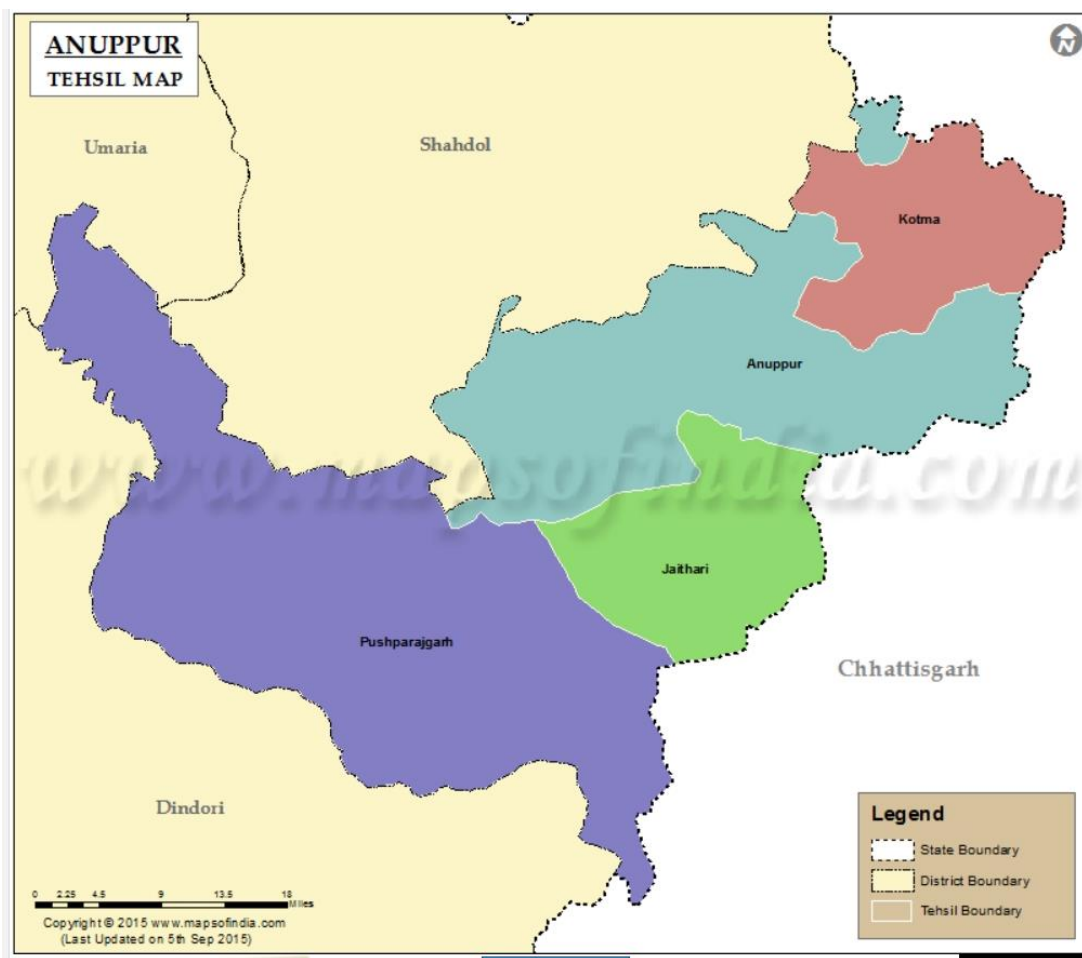 ANUPPUR
TEHSIL MAP
N
Umaria
Shahdol
Kotma
Anuppur
www.mapsofindia.com
Jaithari
Pushparajgarh
Chhattisgarh
Dindori
Legend
State Boundary
District Boundary
Tehsil Boundary
0 2.25 4.5 9 13.5 18
Miles
Copyright © 2015 www.mapsofindia.com
(Last Updated on 5th Sep 2015)